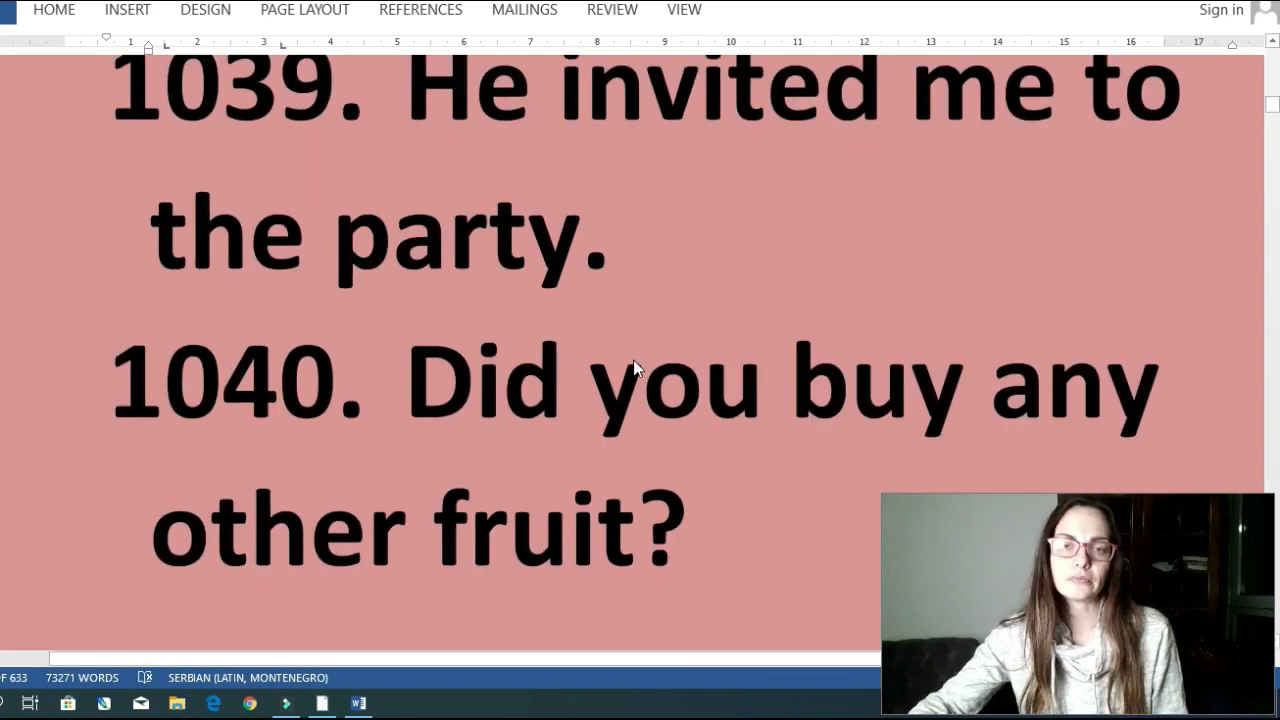 HOME INSERT DESIGN PAGE LAYOUT REFERENCES MAILINGS REVIEW VIEW Sign in
1 2 3 4 5 6 7 8 9 10 11 12 13 14 15 16 17
1039. He invited me to
the party.
1040. Did you buy any
other fruit?
F 633 73271 WORDS SERBIAN (LATIN, MONTENEGRO)